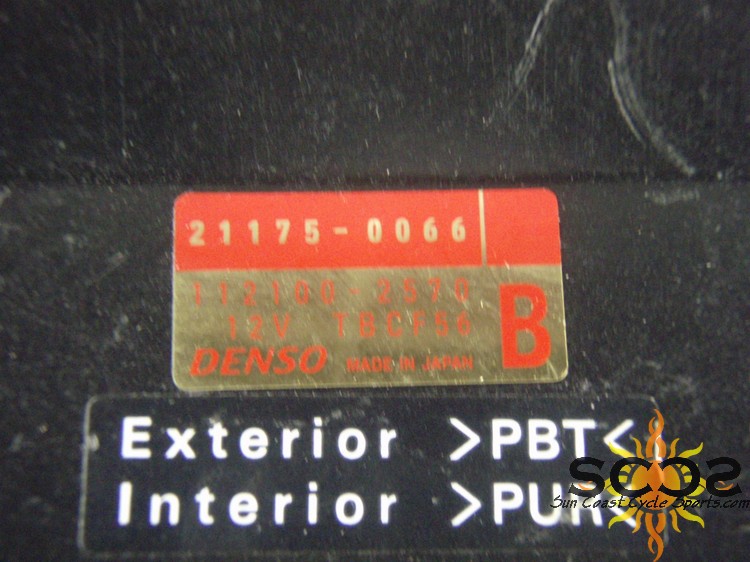 21175-0066
112100-2570
12V TBCF56
B
DENSO MADE IN JAPAN
Exterior >PBT<
Interior >PUR<
SCCS
Sun Coast Cycle Sports.com